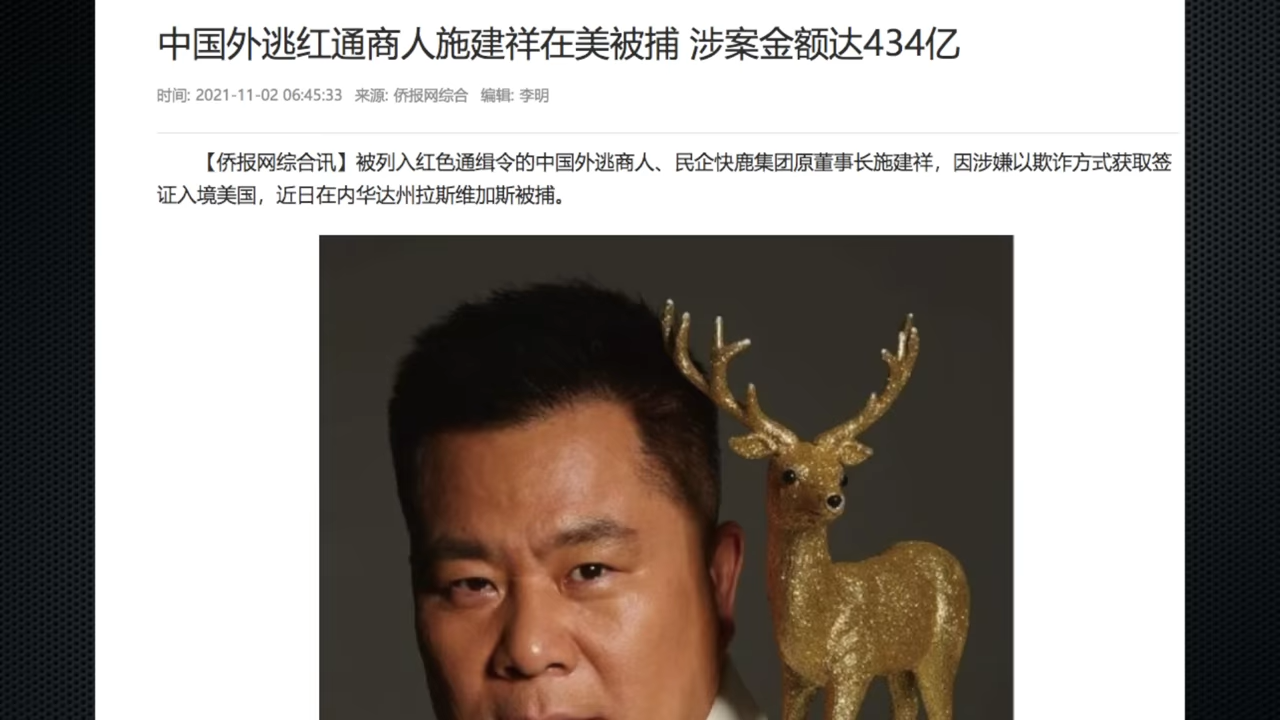 中国外逃红通商人施建祥在美被捕 涉案金额达434亿
时间: 2021-11-02 06:45:33 来源: 侨报网综合 编辑: 李明
【侨报网综合讯】被列入红色通缉令的中国外逃商人、民企快鹿集团原董事长施建祥，因涉嫌以欺诈方式获取签
证入境美国，近日在内华达州拉斯维加斯被捕。